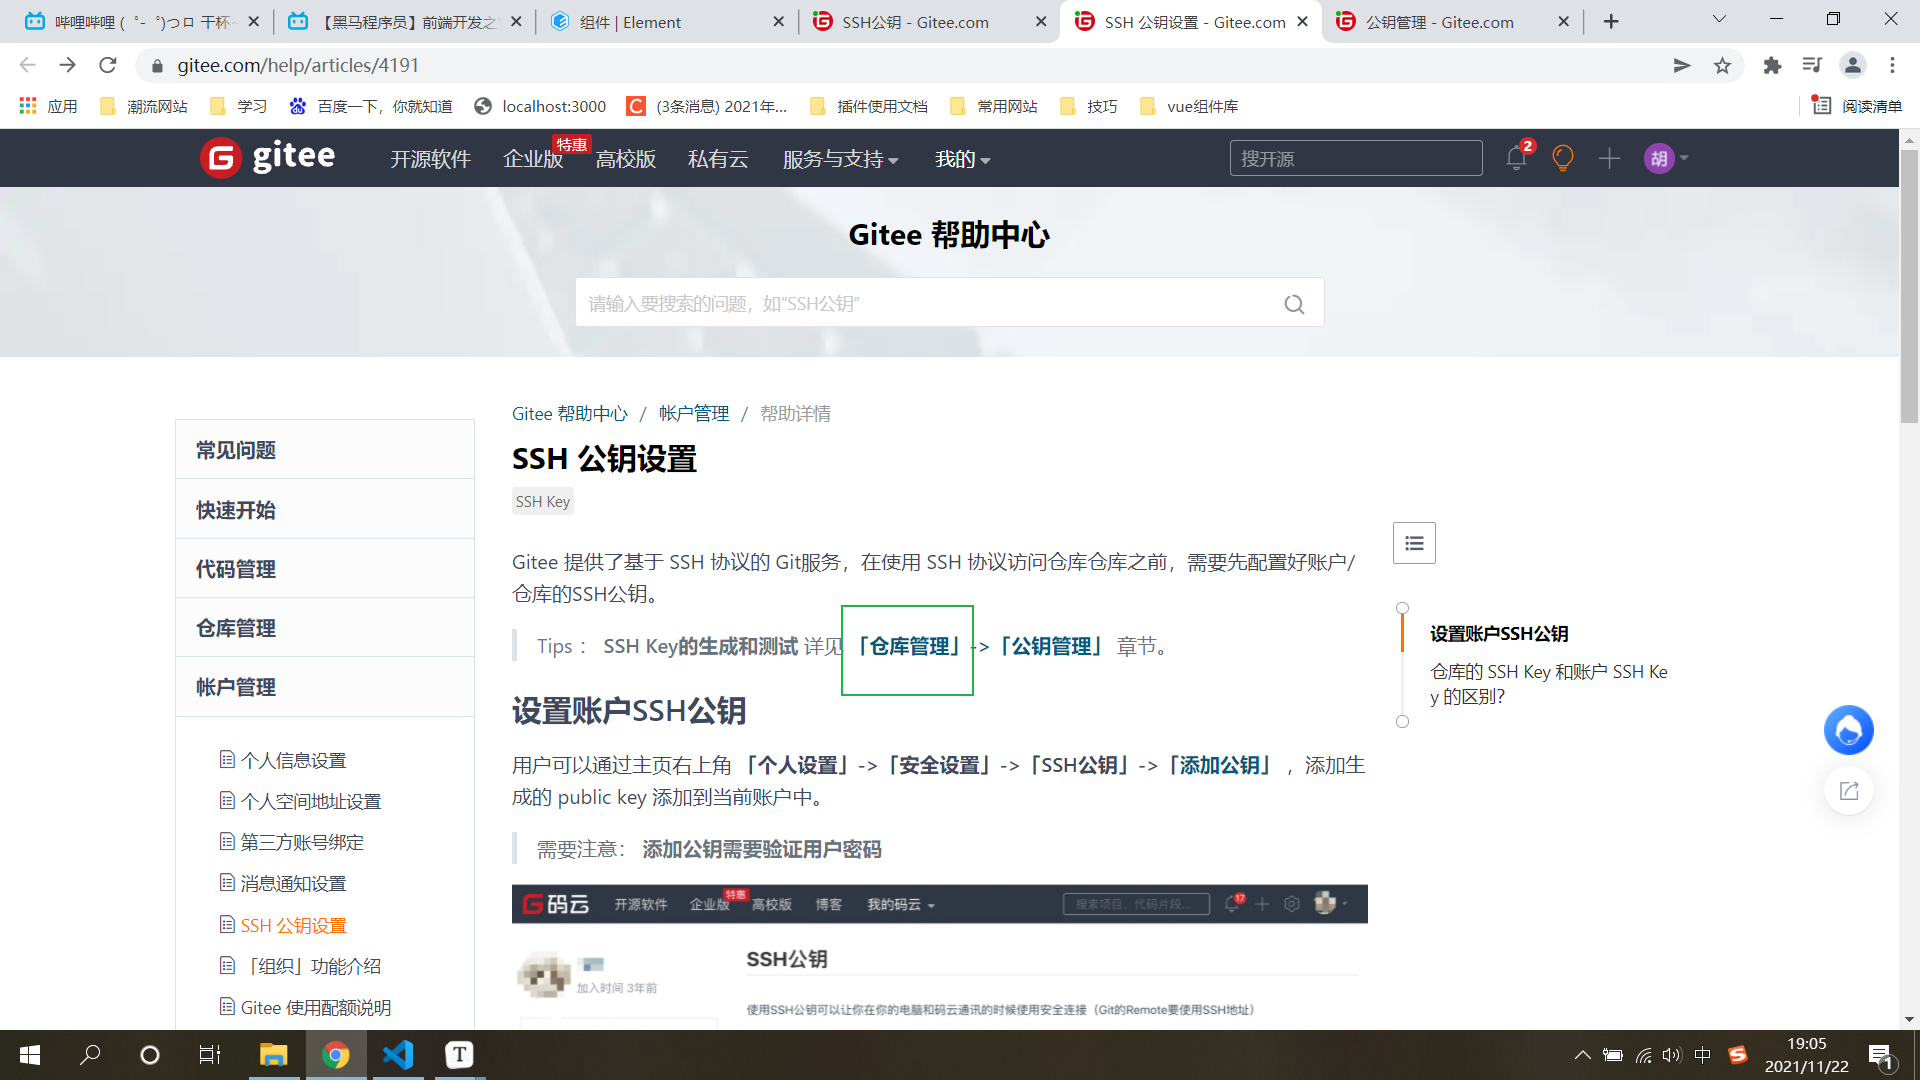 哔哩哔哩 ( ゜- ゜)つロ 干杯~
【黑马程序员】前端开发之
组件 | Element
SSH公钥 - Gitee.com
SSH 公钥设置 - Gitee.com
公钥管理 - Gitee.com
gitee.com/help/articles/4191
应用
潮流网站
学习
百度一下，你就知道
localhost:3000
(3条消息) 2021年...
插件使用文档
常用网站
技巧
vue组件库
阅读清单
gitee
开源软件
企业版
特惠
高校版
私有云
服务与支持
我的
搜开源
2
胡
Gitee 帮助中心
请输入要搜索的问题，如“SSH公钥”
常见问题
快速开始
代码管理
仓库管理
帐户管理
个人信息设置
个人空间地址设置
第三方账号绑定
消息通知设置
SSH 公钥设置
「组织」功能介绍
Gitee 使用配额说明
Gitee 帮助中心 / 帐户管理 / 帮助详情
SSH 公钥设置
SSH Key
Gitee 提供了基于 SSH 协议的 Git服务，在使用 SSH 协议访问仓库仓库之前，需要先配置好账户/
仓库的SSH公钥。
Tips： SSH Key的生成和测试 详见「仓库管理」->「公钥管理」 章节。
设置账户SSH公钥
用户可以通过主页右上角 「个人设置」->「安全设置」->「SSH公钥」->「添加公钥」 ，添加生
成的 public key 添加到当前账户中。
需要注意： 添加公钥需要验证用户密码
码云
开源软件
企业版
特惠
高校版
博客
我的码云
搜索项目、代码片段...
17
SSH公钥
加入时间 3年前
使用SSH公钥可以让你在你的电脑和码云通讯的时候使用安全连接（Git的Remote要使用SSH地址）
设置账户SSH公钥
仓库的 SSH Key 和账户 SSH Ke
y 的区别?
T
中
19:05
2021/11/22
1